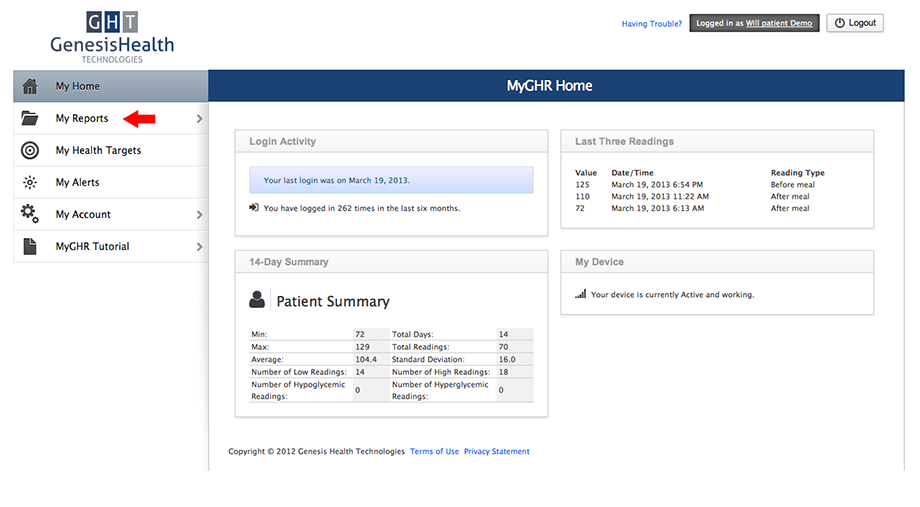 GHT
GenesisHealth
TECHNOLOGIES
Having Trouble?
Logged in as Will patient Demo
Logout
My Home
My Reports
My Health Targets
My Alerts
My Account
MyGHR Tutorial
MyGHR Home
Login Activity
Your last login was on March 19, 2013.
You have logged in 262 times in the last six months.
Last Three Readings
Value Date/Time Reading Type
125 March 19, 2013 6:54 PM Before meal
110 March 19, 2013 11:22 AM After meal
72 March 19, 2013 6:13 AM After meal
14-Day Summary
Patient Summary
Min: 72 Total Days: 14
Max: 129 Total Readings: 70
Average: 104.4 Standard Deviation: 16.0
Number of Low Readings: 14 Number of High Readings: 18
Number of Hypoglycemic Readings: 0 Number of Hyperglycemic Readings: 0
My Device
Your device is currently Active and working.
Copyright © 2012 Genesis Health Technologies Terms of Use Privacy Statement